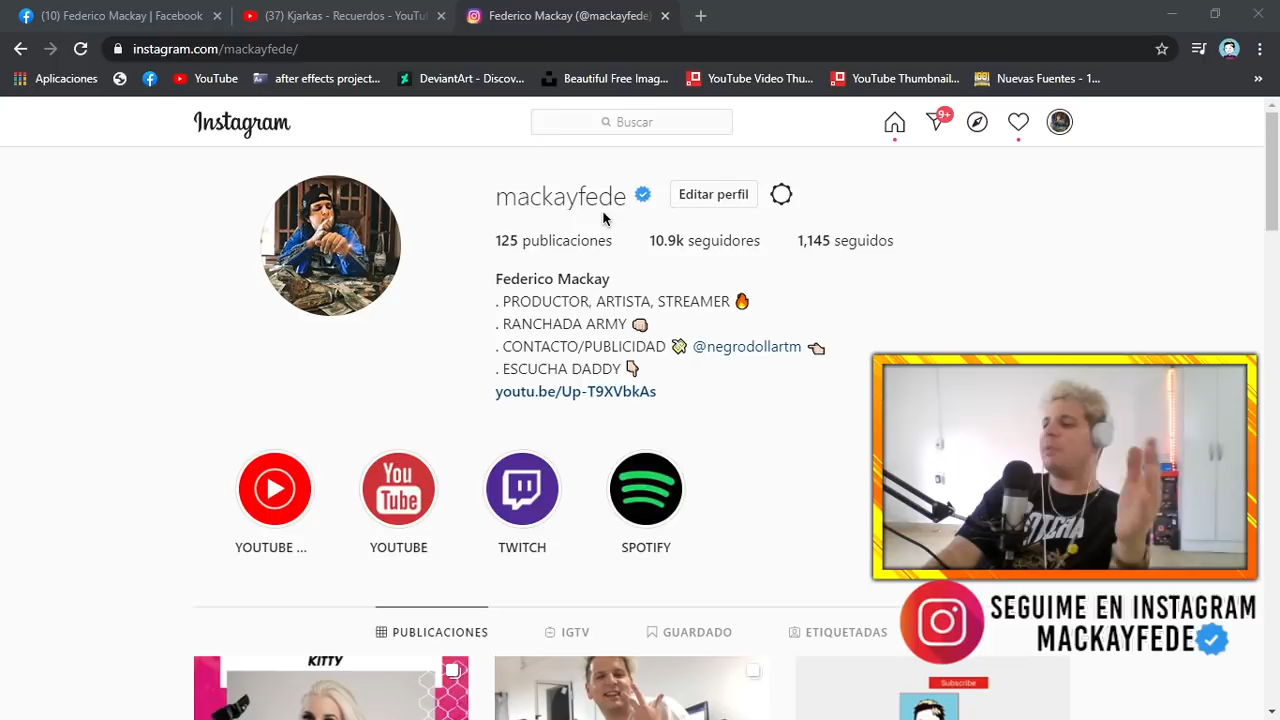 (10) Federico Mackay | Facebook
(37) Kjarkas - Recuerdos - YouTu
Federico Mackay (@mackayfede)
instagram.com/mackayfede/
Aplicaciones
YouTube
after effects project...
DeviantArt - Discov...
Beautiful Free Imag...
YouTube Video Thu...
YouTube Thumbnail...
Nuevas Fuentes - 1...
»
Instagram
Buscar
9+
mackayfede
Editar perfil
125 publicaciones
10.9k seguidores
1,145 seguidos
Federico Mackay
. PRODUCTOR, ARTISTA, STREAMER 🔥
. RANCHADA ARMY 👊🏻
. CONTACTO/PUBLICIDAD 💸 @negrodollartm 👈🏻
. ESCUCHA DADDY 👇🏻
youtu.be/Up-T9XVbkAs
You
Tube
YOUTUBE ...
YOUTUBE
TWITCH
SPOTIFY
PUBLICACIONES
IGTV
GUARDADO
ETIQUETADAS
SEGUIME EN INSTAGRAM
MACKAYFEDE
KITTY
Subscribe